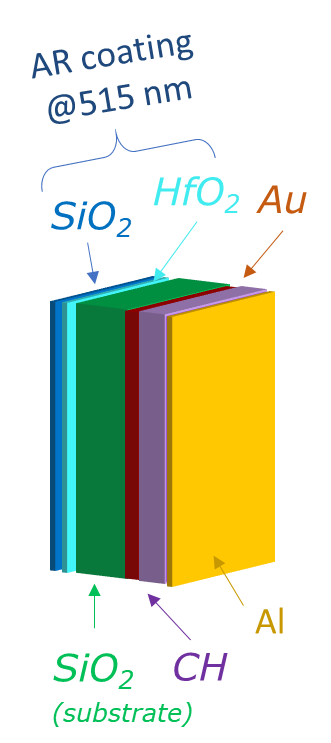 AR coating
@515 nm
HfO₂
Au
SiO₂
Al
CH
SiO₂
(substrate)